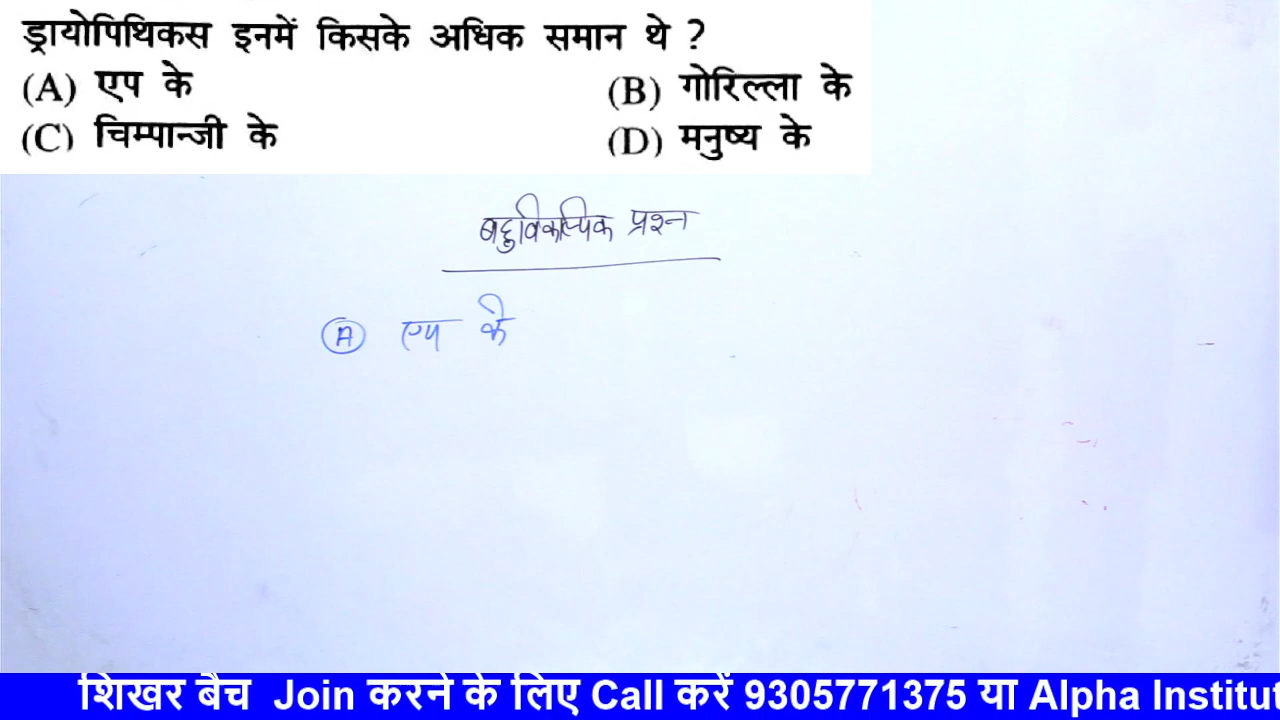 ड्रायोपिथिकस इनमें किसके अधिक समान थे ?
(A) एप के (B) गोरिल्ला के
(C) चिम्पान्जी के (D) मनुष्य के
बहुविकल्पिक प्रश्न
(A) एप के
शिखर बैच Join करने के लिए Call करें 9305771375 या Alpha Institut